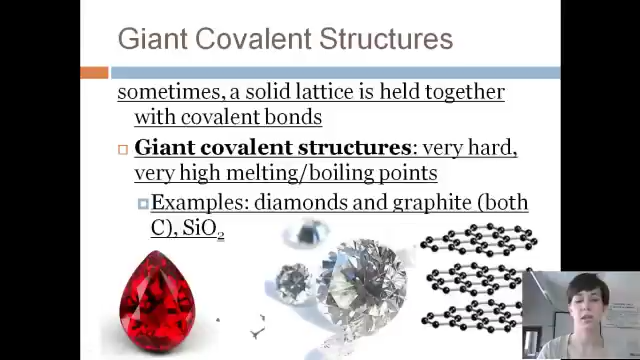 Giant Covalent Structures
sometimes, a solid lattice is held together
with covalent bonds
Giant covalent structures: very hard,
very high melting/boiling points
Examples: diamonds and graphite (both
C), SiO₂